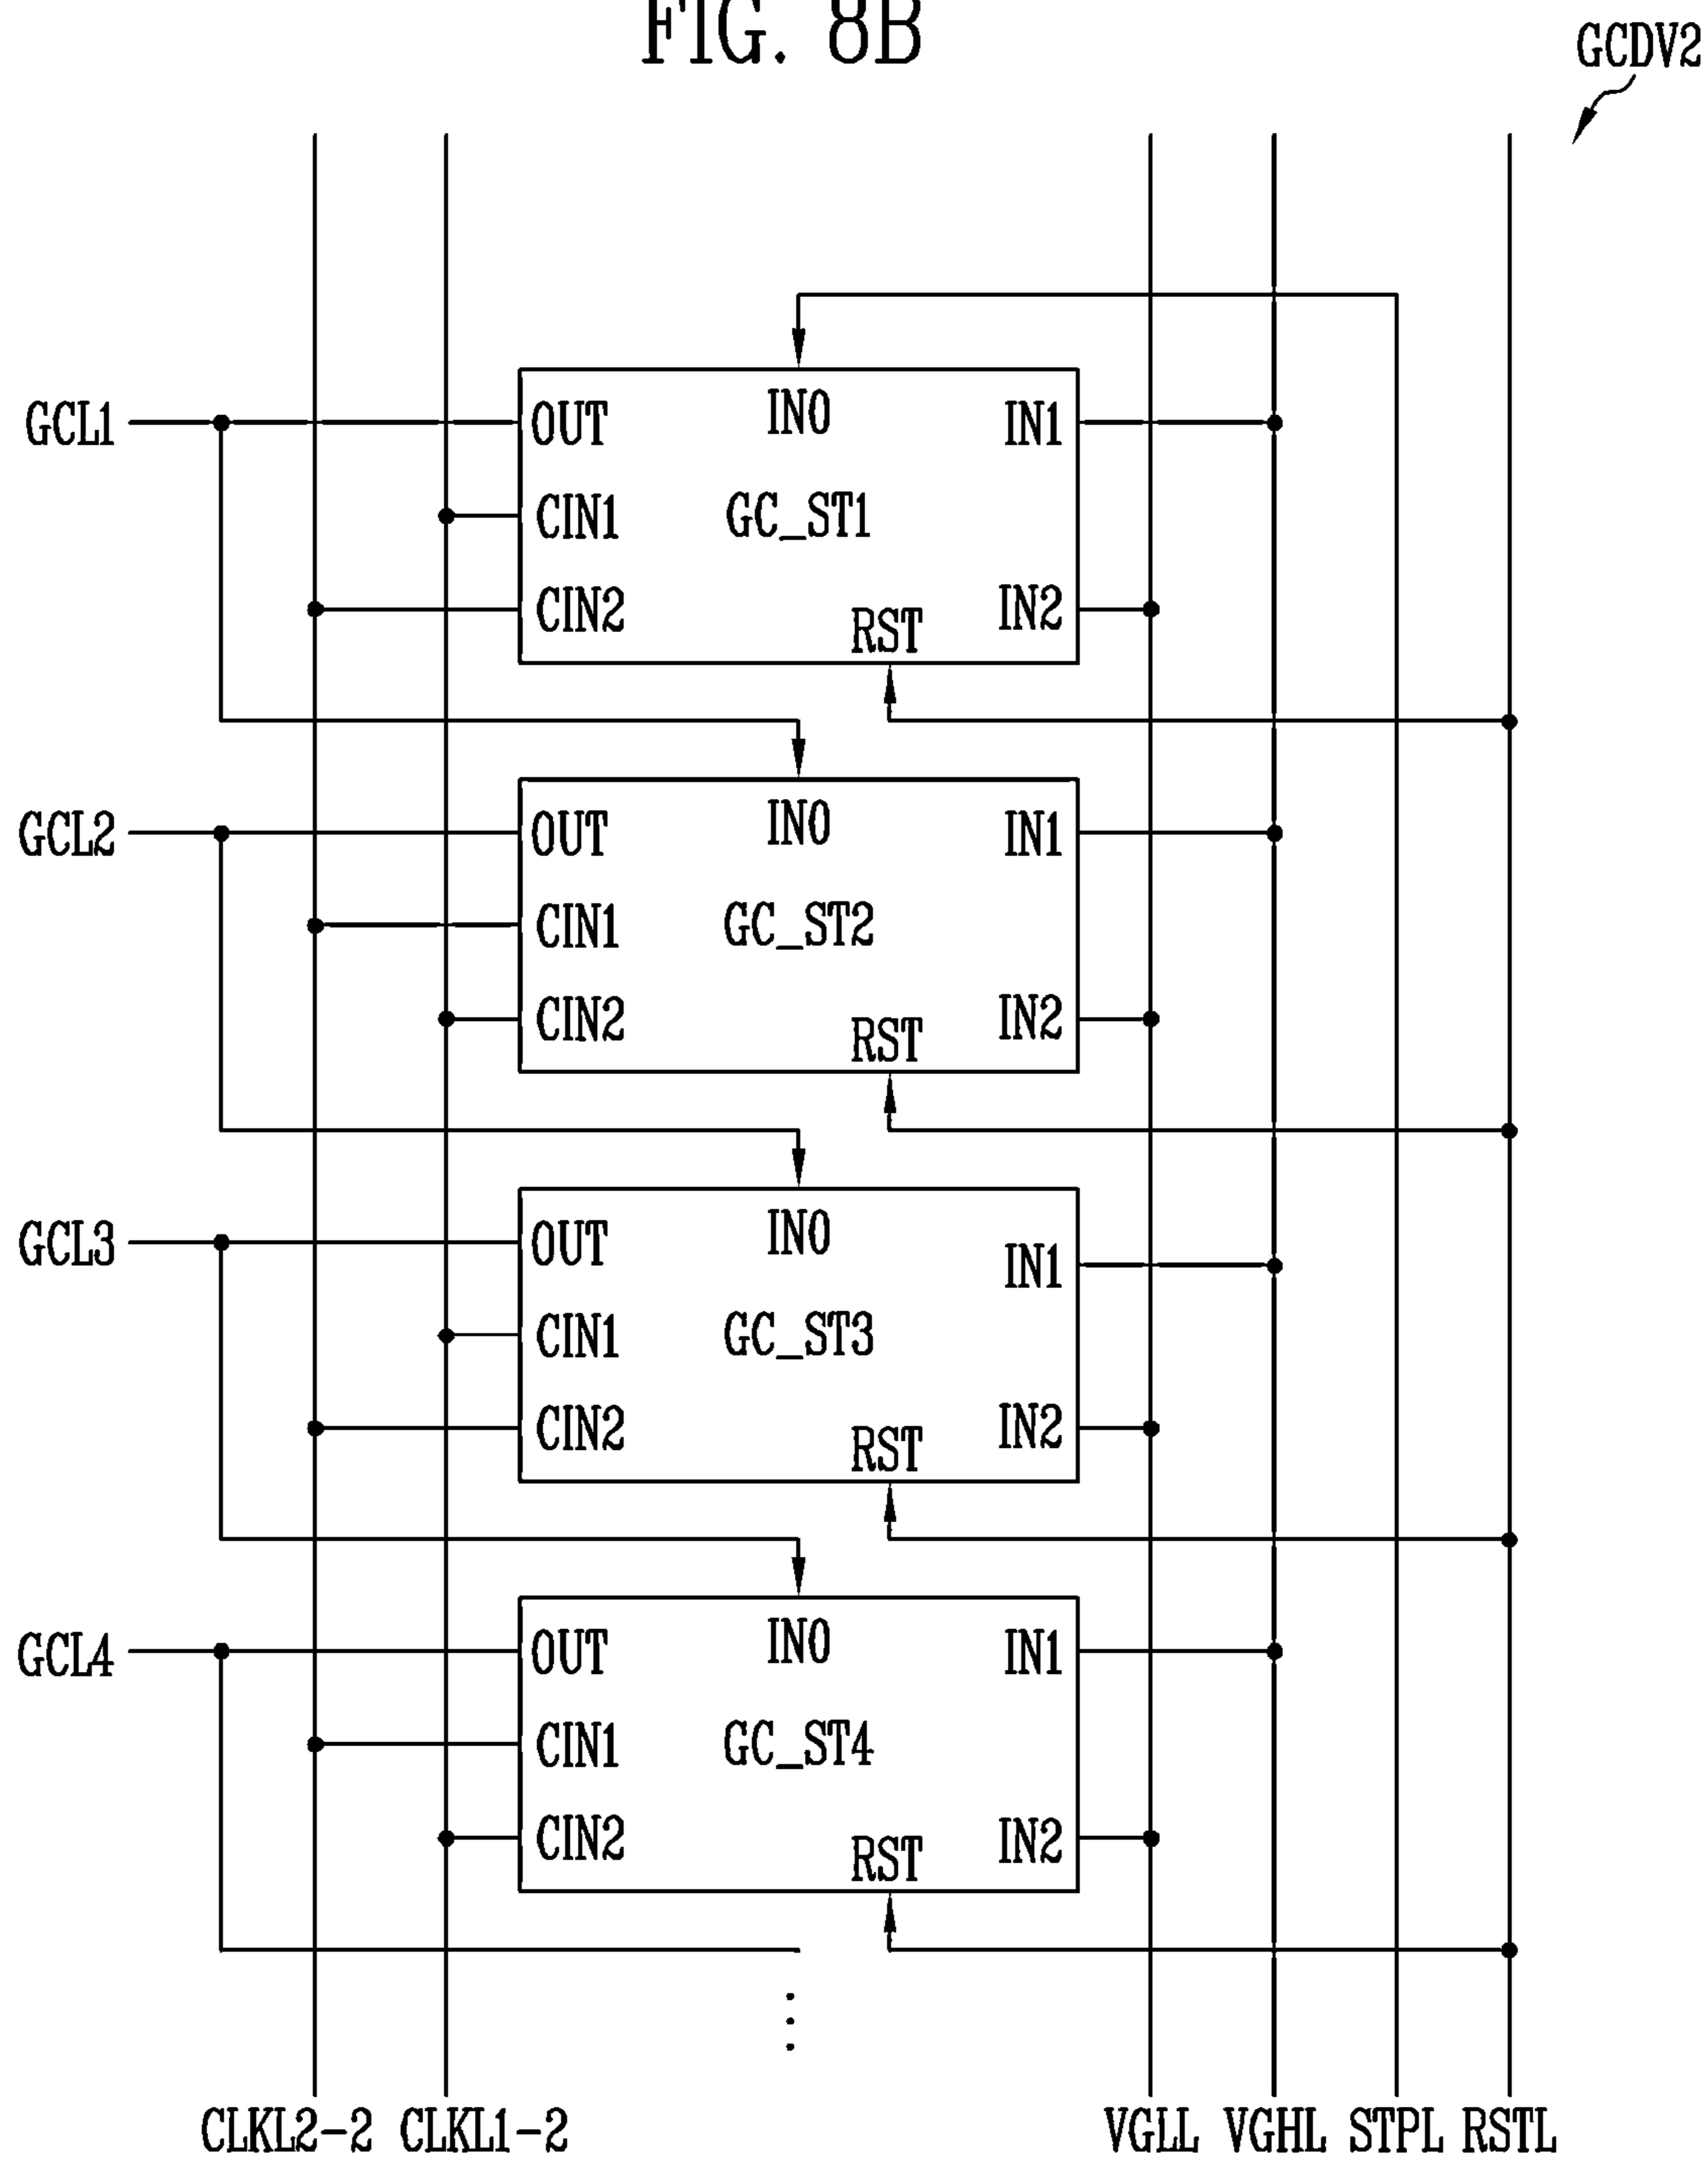 FIG. 8B
GCDV2
GCL1
OUT
IN0
IN1
CIN1
GC_ST1
CIN2
RST
IN2
GCL2
OUT
IN0
IN1
CIN1
GC_ST2
CIN2
RST
IN2
GCL3
OUT
IN0
IN1
CIN1
GC_ST3
CIN2
RST
IN2
GCL4
OUT
IN0
IN1
CIN1
GC_ST4
CIN2
RST
IN2
CLKL2-2 CLKL1-2 VGLL VGHL STPL RSTL